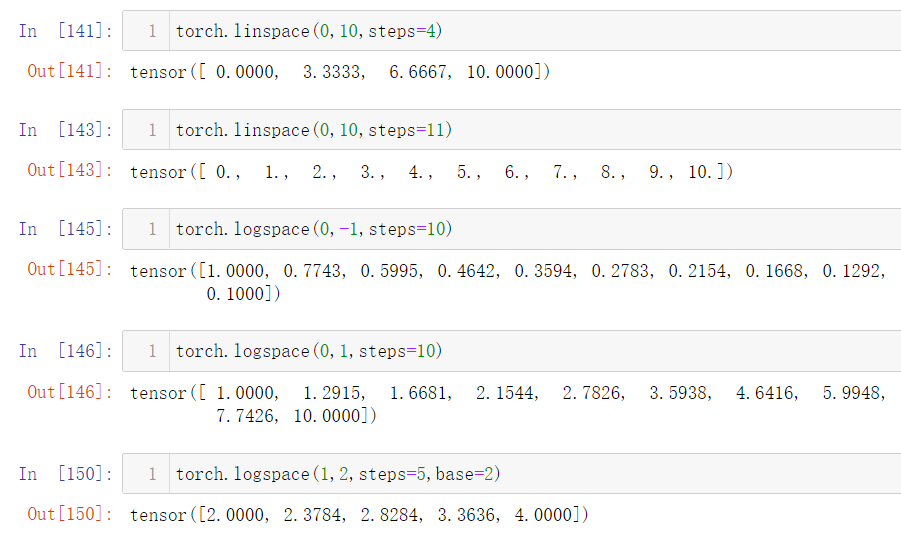 In [141]: 1 torch.linspace(0,10,steps=4)
Out[141]: tensor([ 0.0000,  3.3333,  6.6667, 10.0000])
In [143]: 1 torch.linspace(0,10,steps=11)
Out[143]: tensor([ 0.,  1.,  2.,  3.,  4.,  5.,  6.,  7.,  8.,  9., 10.])
In [145]: 1 torch.logspace(0,-1,steps=10)
Out[145]: tensor([1.0000, 0.7743, 0.5995, 0.4642, 0.3594, 0.2783, 0.2154, 0.1668, 0.1292,
0.1000])
In [146]: 1 torch.logspace(0,1,steps=10)
Out[146]: tensor([ 1.0000,  1.2915,  1.6681,  2.1544,  2.7826,  3.5938,  4.6416,  5.9948,
7.7426, 10.0000])
In [150]: 1 torch.logspace(1,2,steps=5,base=2)
Out[150]: tensor([2.0000, 2.3784, 2.8284, 3.3636, 4.0000])